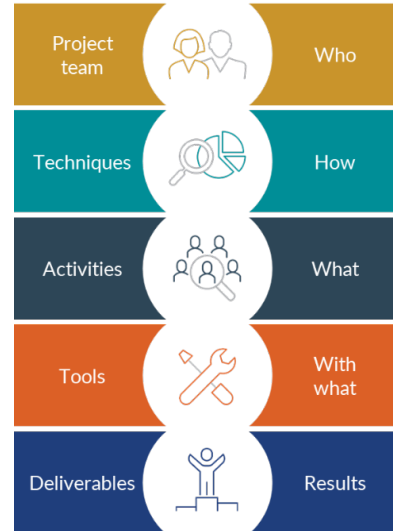 Project
team
Who
Techniques
How
Activities
What
Tools
With
what
Deliverables
Results